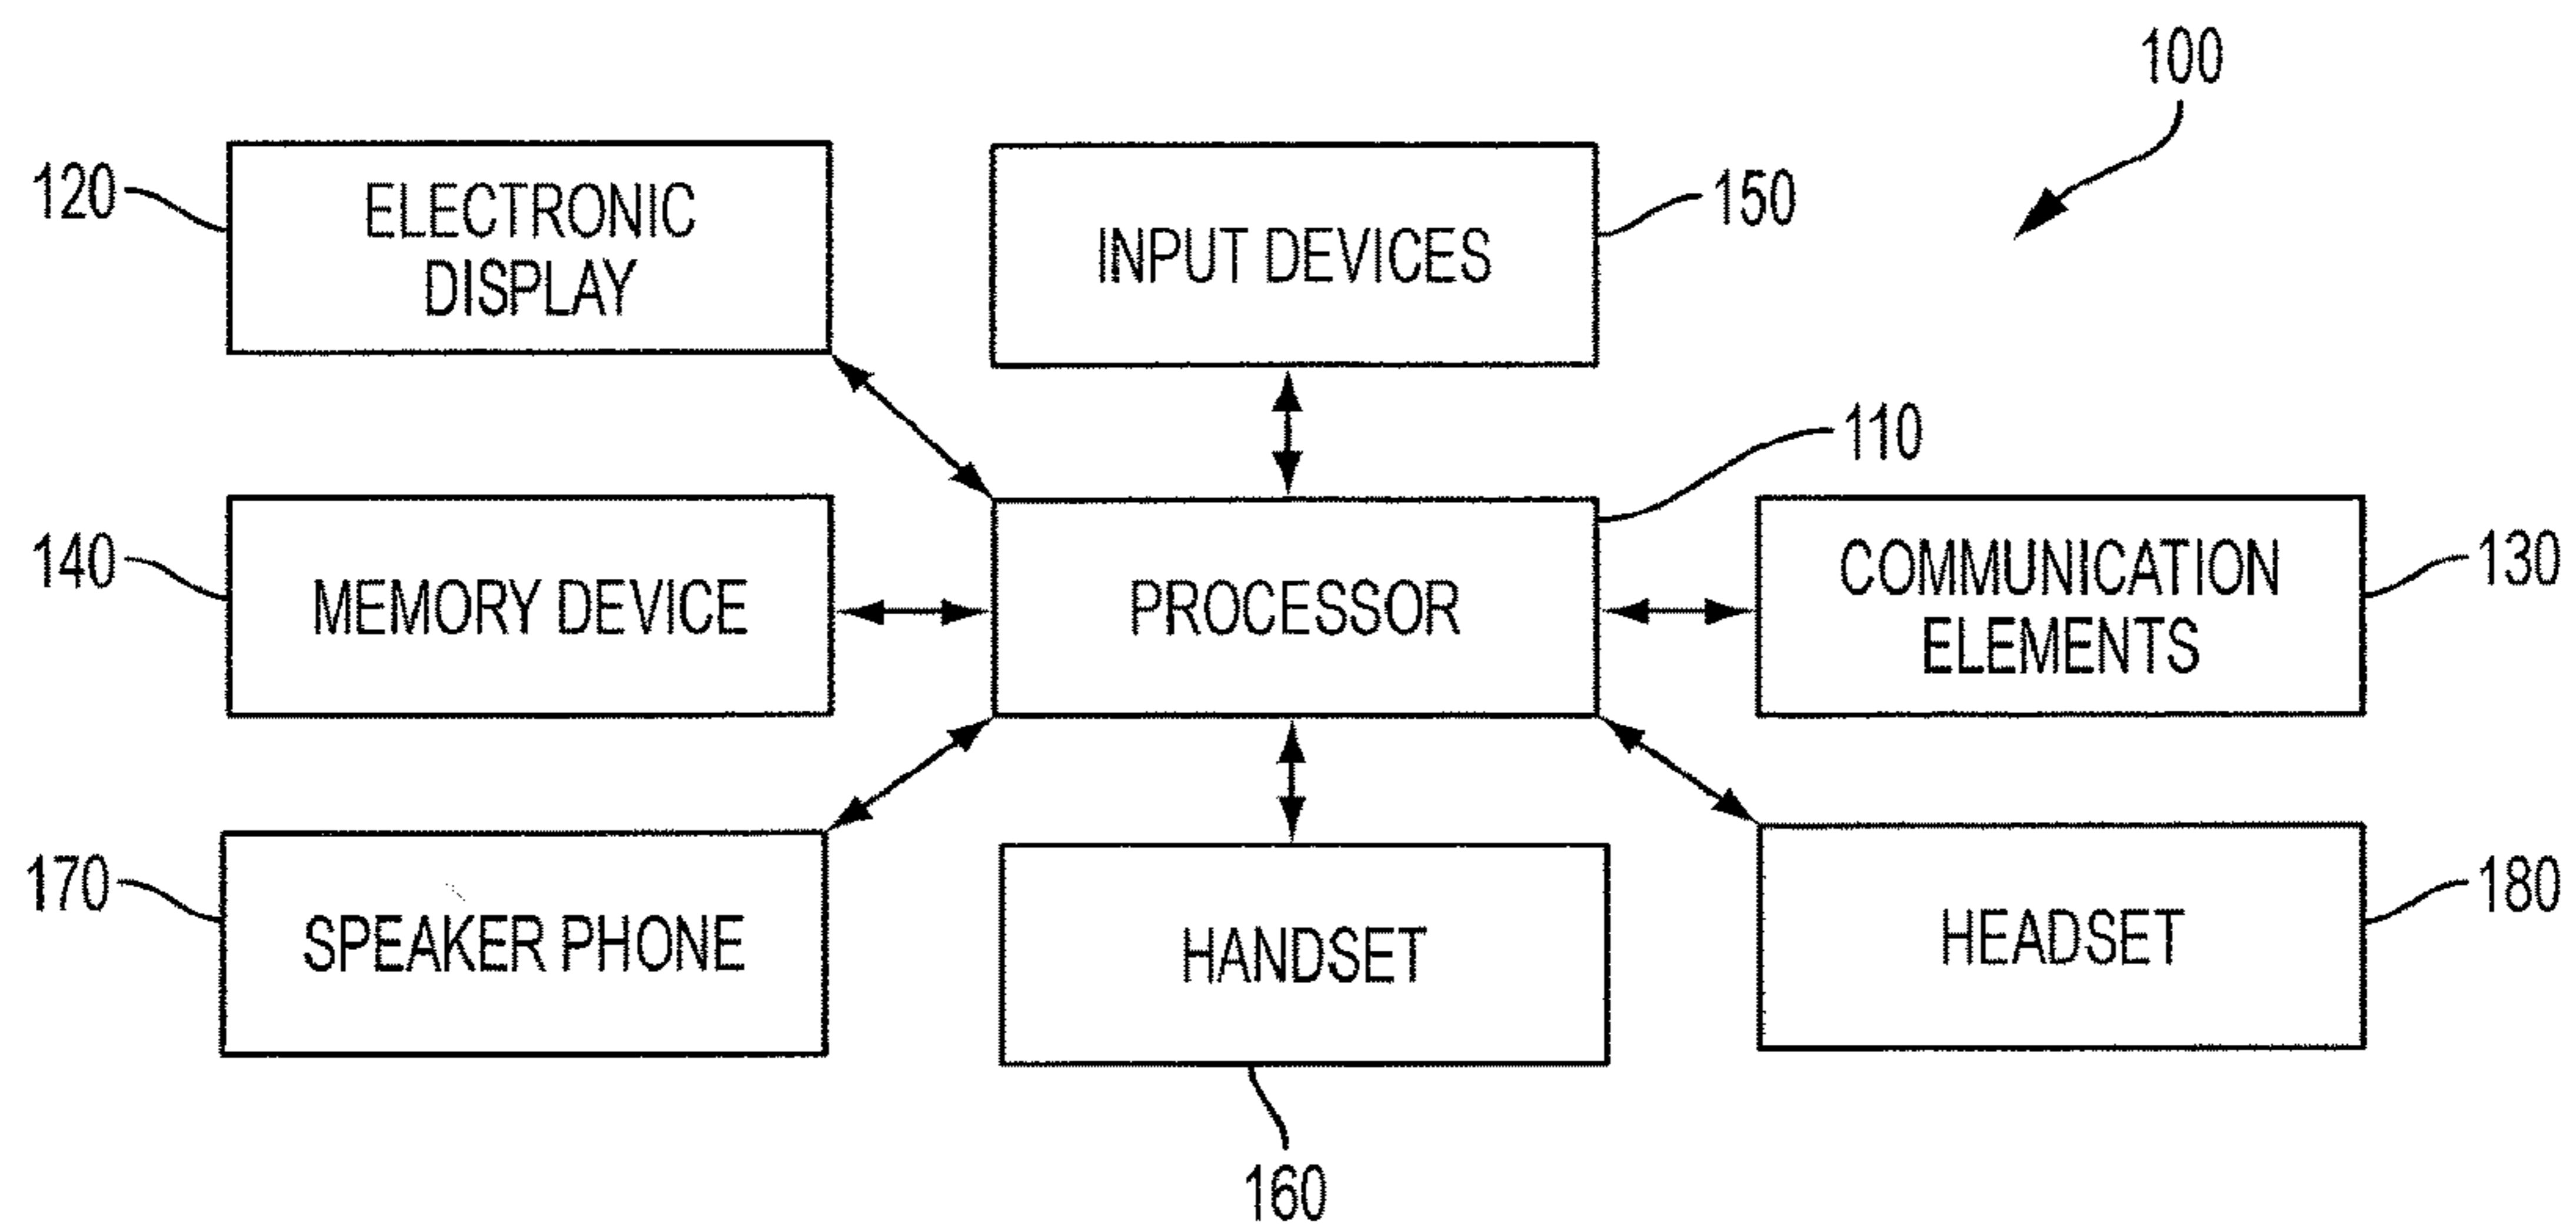 100
120
ELECTRONIC
DISPLAY
INPUT DEVICES
150
110
140
MEMORY DEVICE
PROCESSOR
COMMUNICATION
ELEMENTS
130
170
SPEAKER PHONE
HANDSET
HEADSET
180
160